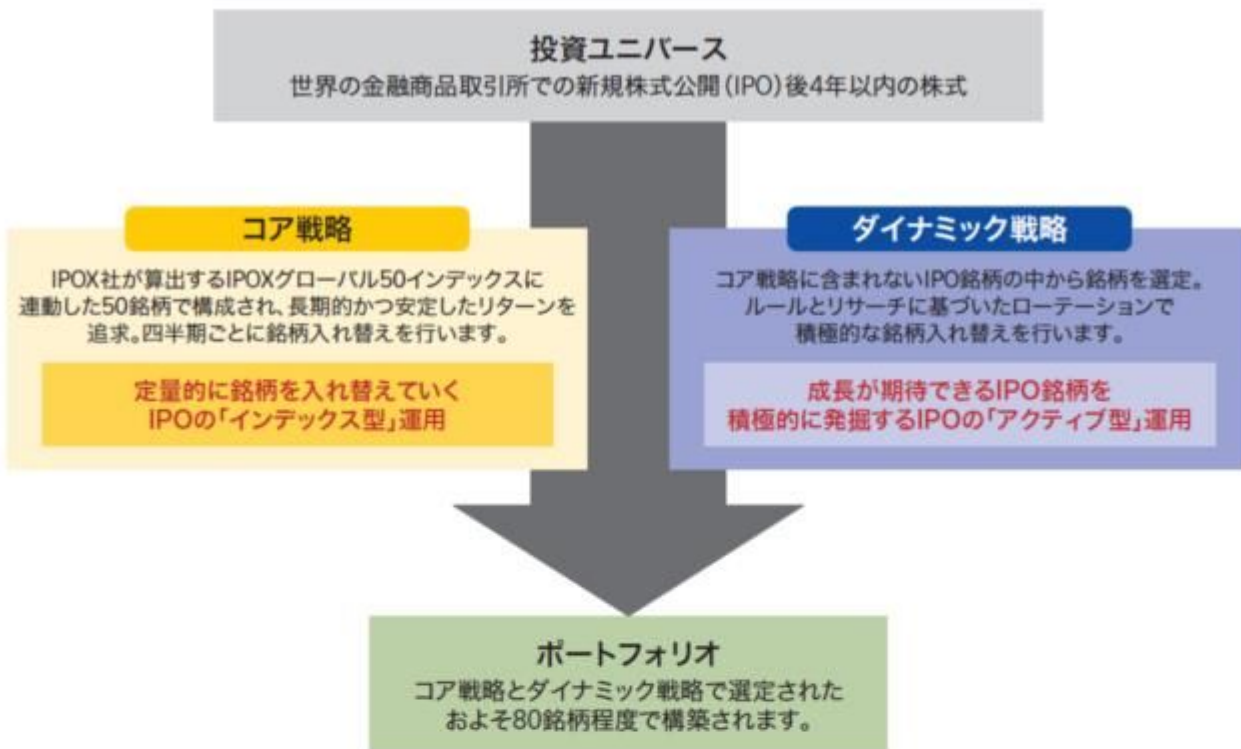 投資ユニバース
世界の金融商品取引所での新規株式公開(IPO)後4年以内の株式
コア戦略
IPOX社が算出するIPOXグローバル50インデックスに
連動した50銘柄で構成され、長期的かつ安定したリターンを
追求。四半期ごとに銘柄入れ替えを行います。
定量的に銘柄を入れ替えていく
IPOの「インデックス型」運用
ダイナミック戦略
コア戦略に含まれないIPO銘柄の中から銘柄を選定。
ルールとリサーチに基づいたローテーションで
積極的な銘柄入れ替えを行います。
成長が期待できるIPO銘柄を
積極的に発掘するIPOの「アクティブ型」運用
ポートフォリオ
コア戦略とダイナミック戦略で選定された
およそ80銘柄程度で構築されます。